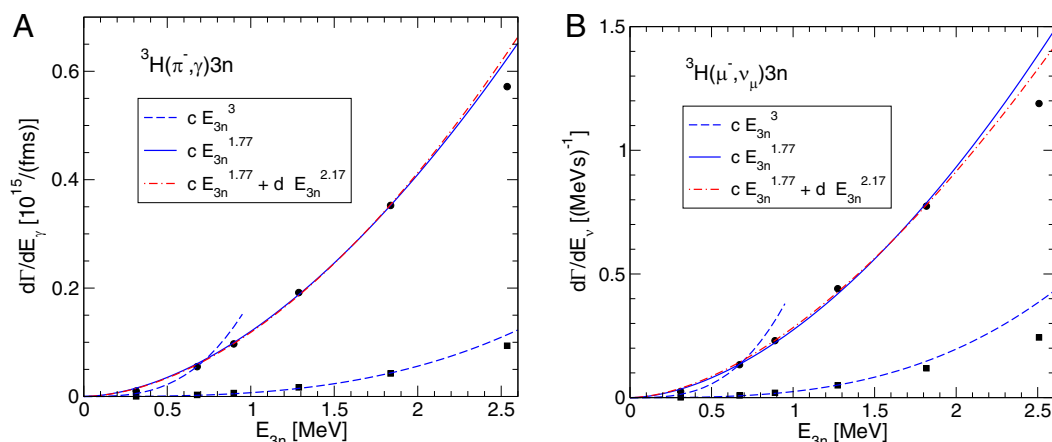 A
³H(π⁻,γ)3n
c E₃ₙ³
c E₃ₙ¹·⁷⁷
c E₃ₙ¹·⁷⁷ + d E₃ₙ²·¹⁷
dΓ/dEγ [10¹⁵/(fms)]
0.6
0.4
0.2
0
0 0.5 1 1.5 2 2.5
E₃ₙ [MeV]
B
³H(μ⁻,ν_μ)3n
c E₃ₙ³
c E₃ₙ¹·⁷⁷
c E₃ₙ¹·⁷⁷ + d E₃ₙ²·¹⁷
dΓ/dE_ν [(MeV s)⁻¹]
1.5
1
0.5
0
0 0.5 1 1.5 2 2.5
E₃ₙ [MeV]